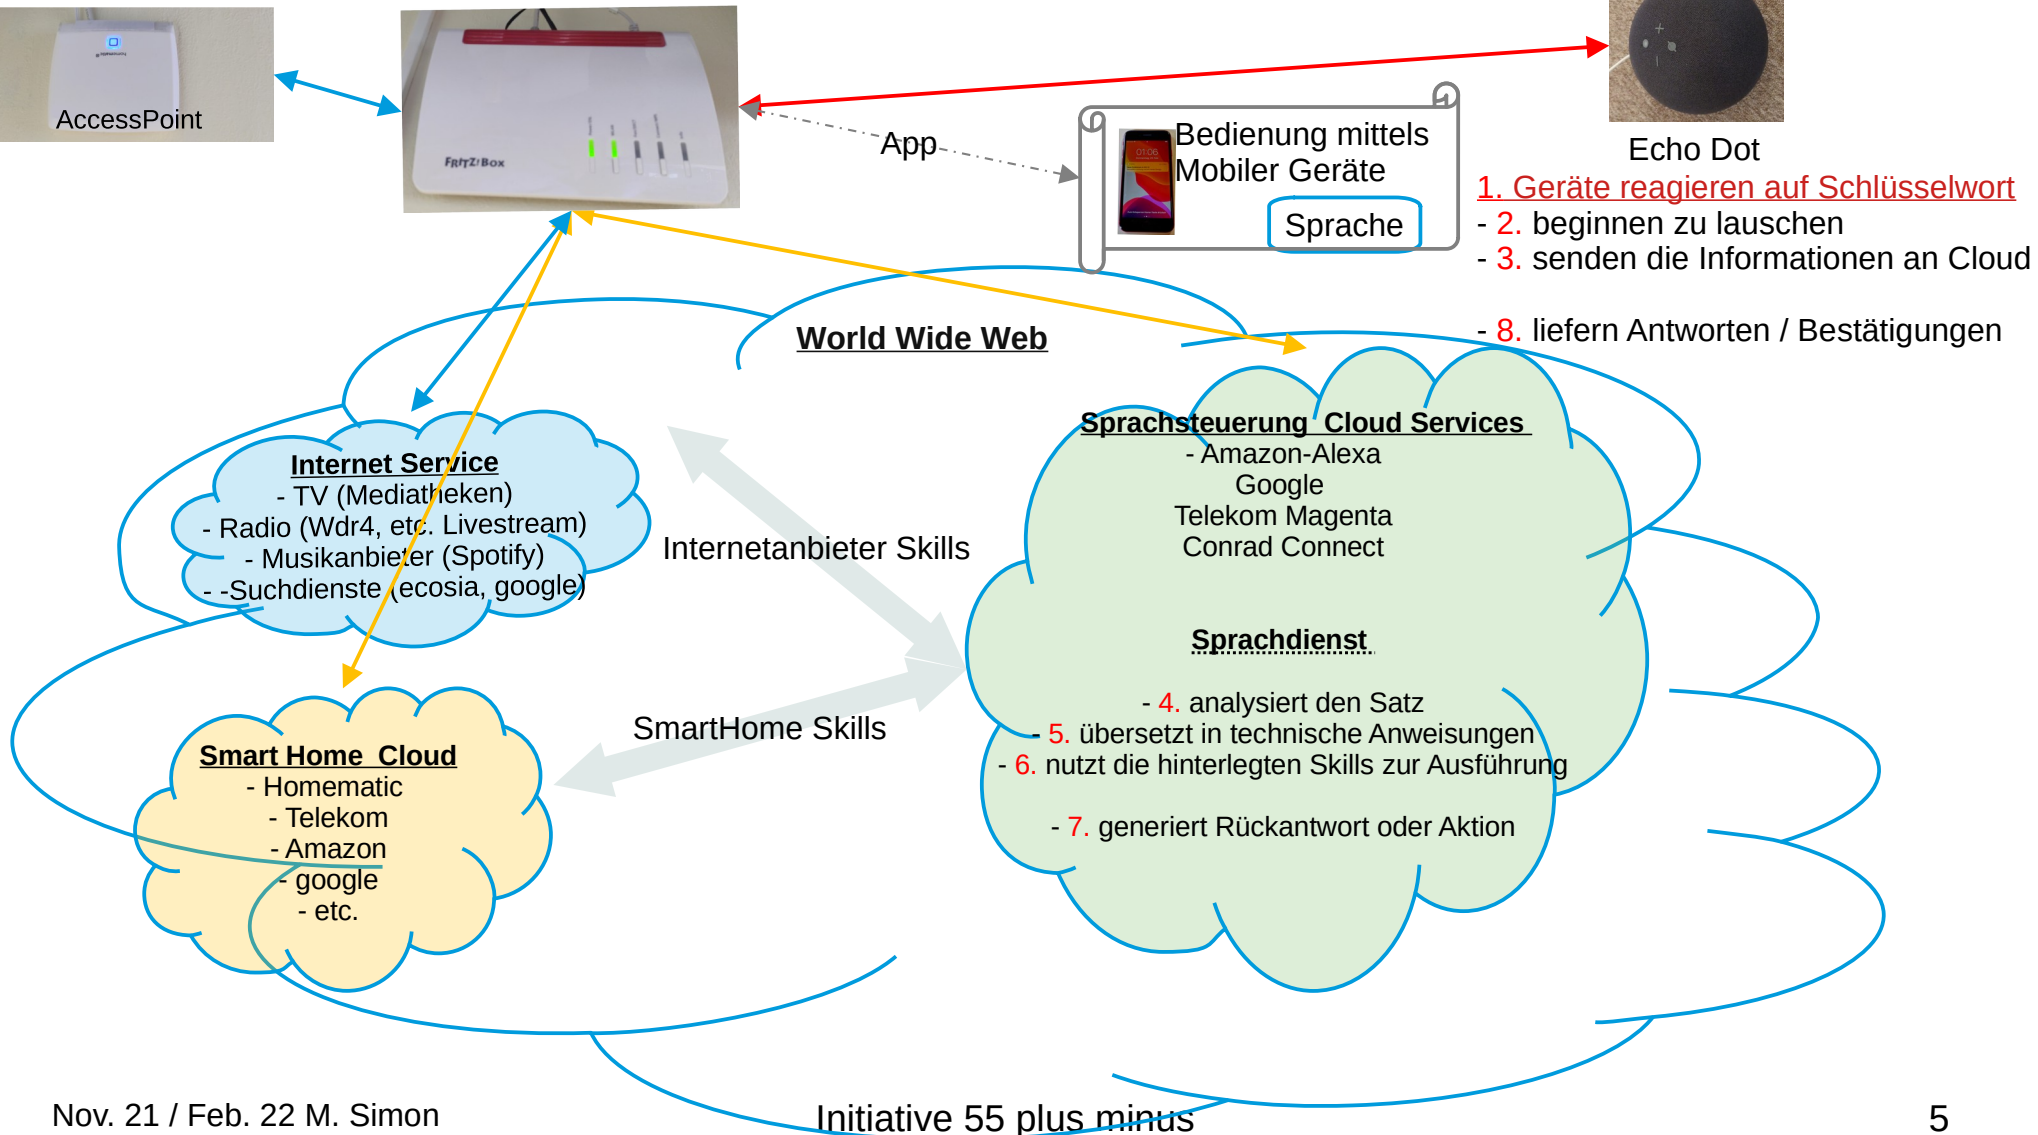 AccessPoint
FRITZ!Box
App
Bedienung mittels
Mobiler Geräte
Sprache
Echo Dot
1. Geräte reagieren auf Schlüsselwort
- 2. beginnen zu lauschen
- 3. senden die Informationen an Cloud
- 8. liefern Antworten / Bestätigungen
World Wide Web
Internet Service
- TV (Mediatheken)
- Radio (Wdr4, etc. Livestream)
- Musikanbieter (Spotify)
- -Suchdienste (ecosia, google)
Internetanbieter Skills
SmartHome Skills
Smart Home  Cloud
- Homematic
- Telekom
- Amazon
- google
- etc.
Sprachsteuerung  Cloud Services
- Amazon-Alexa
Google
Telekom Magenta
Conrad Connect
Sprachdienst
- 4. analysiert den Satz
- 5. übersetzt in technische Anweisungen
- 6. nutzt die hinterlegten Skills zur Ausführung
- 7. generiert Rückantwort oder Aktion
Nov. 21 / Feb. 22 M. Simon
Initiative 55 plus minus
5